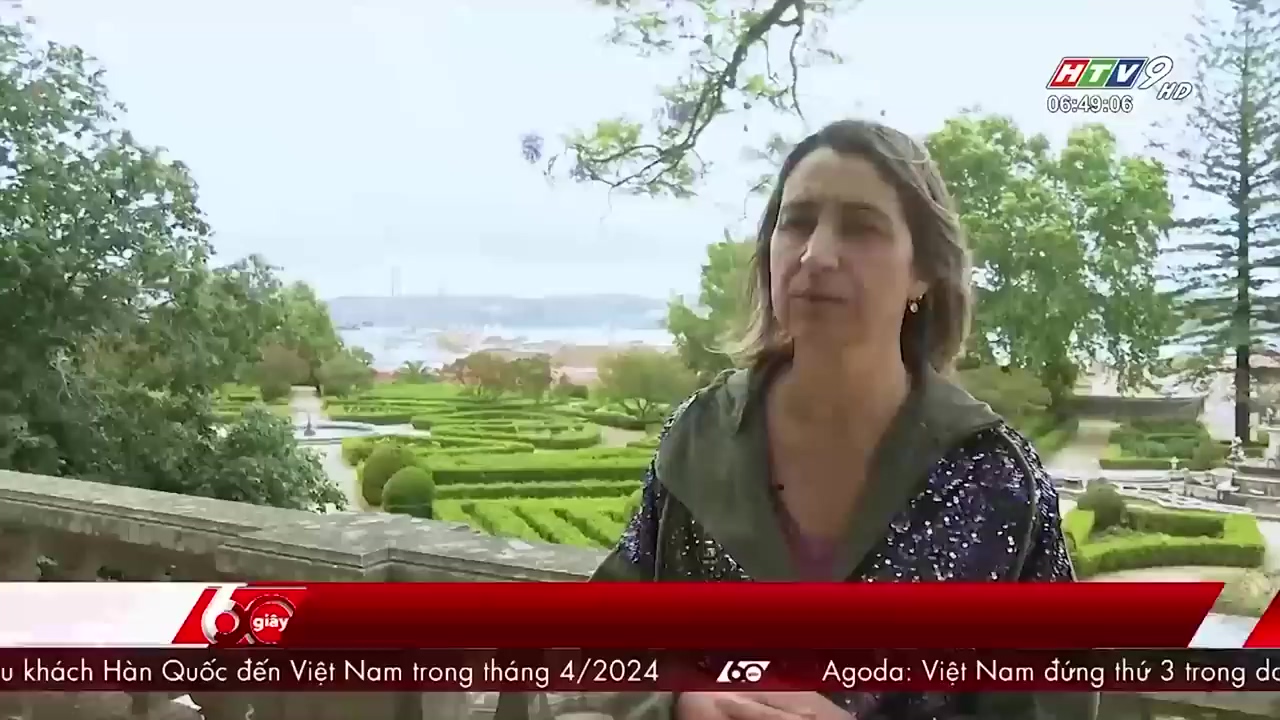 HTV9 HD
06:49:06
60 giây
u khách Hàn Quốc đến Việt Nam trong tháng 4/2024 60 Agoda: Việt Nam đứng thứ 3 trong